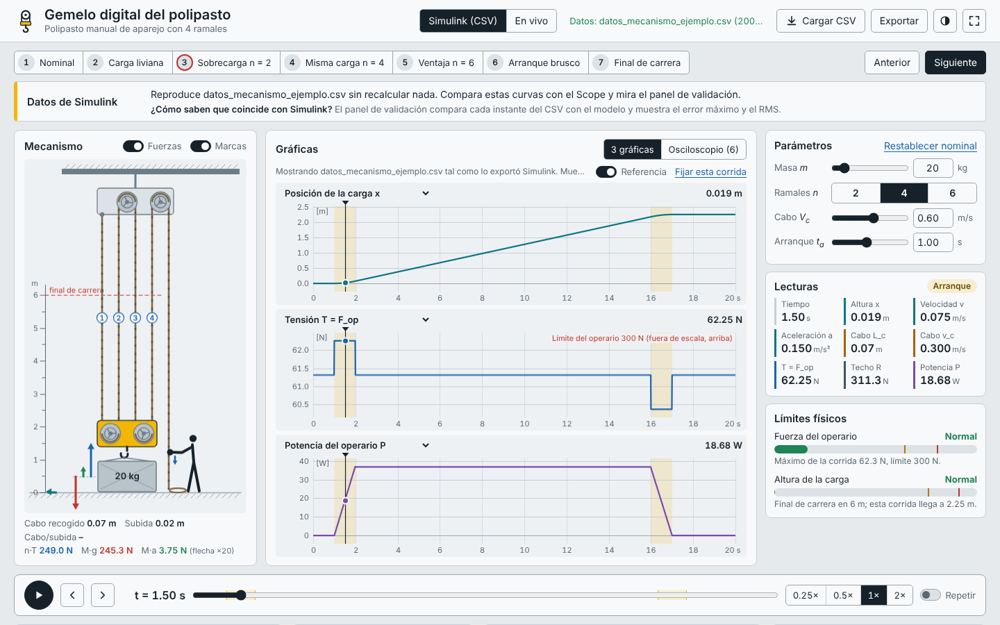 Gemelo digital del polipasto
Polipasto manual de aparejo con 4 ramales
Simulink (CSV)
En vivo
Datos: datos_mecanismo_ejemplo.csv (200...
Cargar CSV
Exportar
1 Nominal
2 Carga liviana
3 Sobrecarga n = 2
4 Misma carga n = 4
5 Ventaja n = 6
6 Arranque brusco
7 Final de carrera
Anterior
Siguiente
Datos de Simulink
Reproduce datos_mecanismo_ejemplo.csv sin recalcular nada. Compara estas curvas con el Scope y mira el panel de validación.
¿Cómo saben que coincide con Simulink? El panel de validación compara cada instante del CSV con el modelo y muestra el error máximo y el RMS.
Mecanismo
Fuerzas
Marcas
m
final de carrera
6
5
4
3
2
1
0
1 2 3 4
20 kg
Cabo recogido 0.07 m Subida 0.02 m
Cabo/subida –
n·T 249.0 N M·g 245.3 N M·a 3.75 N (flecha ×20)
Gráficas
3 gráficas
Osciloscopio (6)
Mostrando datos_mecanismo_ejemplo.csv tal como lo exportó Simulink. Mue...
Referencia
Fijar esta corrida
Posición de la carga x
0.019 m
[m]
2.5
2.0
1.5
1.0
0.5
0.0
0 2 4 6 8 10 12 14 16 18 20 s
Tensión T = F_op
62.25 N
[N]
Límite del operario 300 N (fuera de escala, arriba)
62.0
61.5
61.0
60.5
0 2 4 6 8 10 12 14 16 18 20 s
Potencia del operario P
18.68 W
[W]
40
30
20
10
0
0 2 4 6 8 10 12 14 16 18 20 s
Parámetros
Restablecer nominal
Masa m 20 kg
Ramales n 2 4 6
Cabo Vc 0.60 m/s
Arranque ta 1.00 s
Lecturas
Arranque
Tiempo Altura x Velocidad v
1.50 s 0.019 m 0.075 m/s
Aceleración a Cabo L_c Cabo v_c
0.150 m/s² 0.07 m 0.300 m/s
T = F_op Techo R Potencia P
62.25 N 311.3 N 18.68 W
Límites físicos
Fuerza del operario Normal
Máximo de la corrida 62.3 N, límite 300 N.
Altura de la carga Normal
Final de carrera en 6 m; esta corrida llega a 2.25 m.
t = 1.50 s
0.25×
0.5×
1×
2×
Repetir